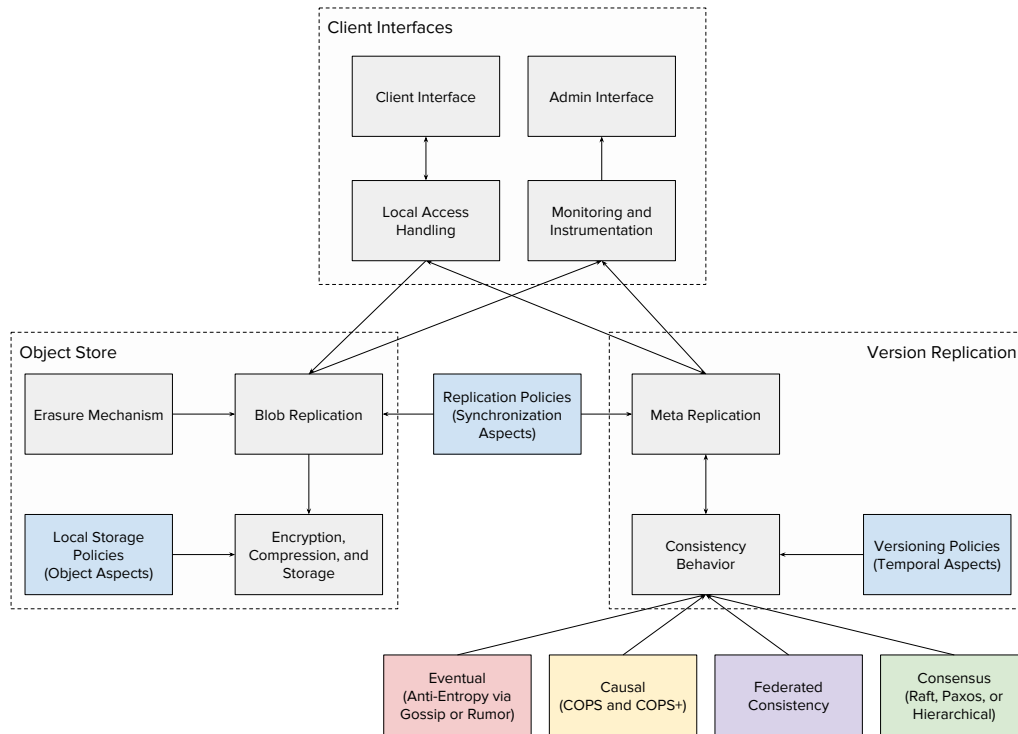 Client Interfaces
Client Interface
Admin Interface
Local Access
Handling
Monitoring and
Instrumentation
Object Store
Version Replication
Erasure Mechanism
Blob Replication
Replication Policies
(Synchronization
Aspects)
Meta Replication
Local Storage
Policies
(Object Aspects)
Encryption,
Compression, and
Storage
Consistency
Behavior
Versioning Policies
(Temporal Aspects)
Eventual
(Anti-Entropy via
Gossip or Rumor)
Causal
(COPS and COPS+)
Federated
Consistency
Consensus
(Raft, Paxos, or
Hierarchical)